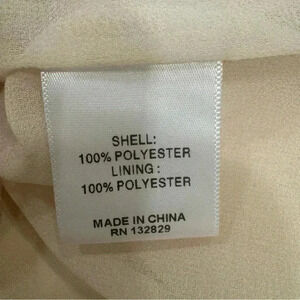 SHELL:
100% POLYESTER
LINING:
100% POLYESTER
MADE IN CHINA
RN 132829